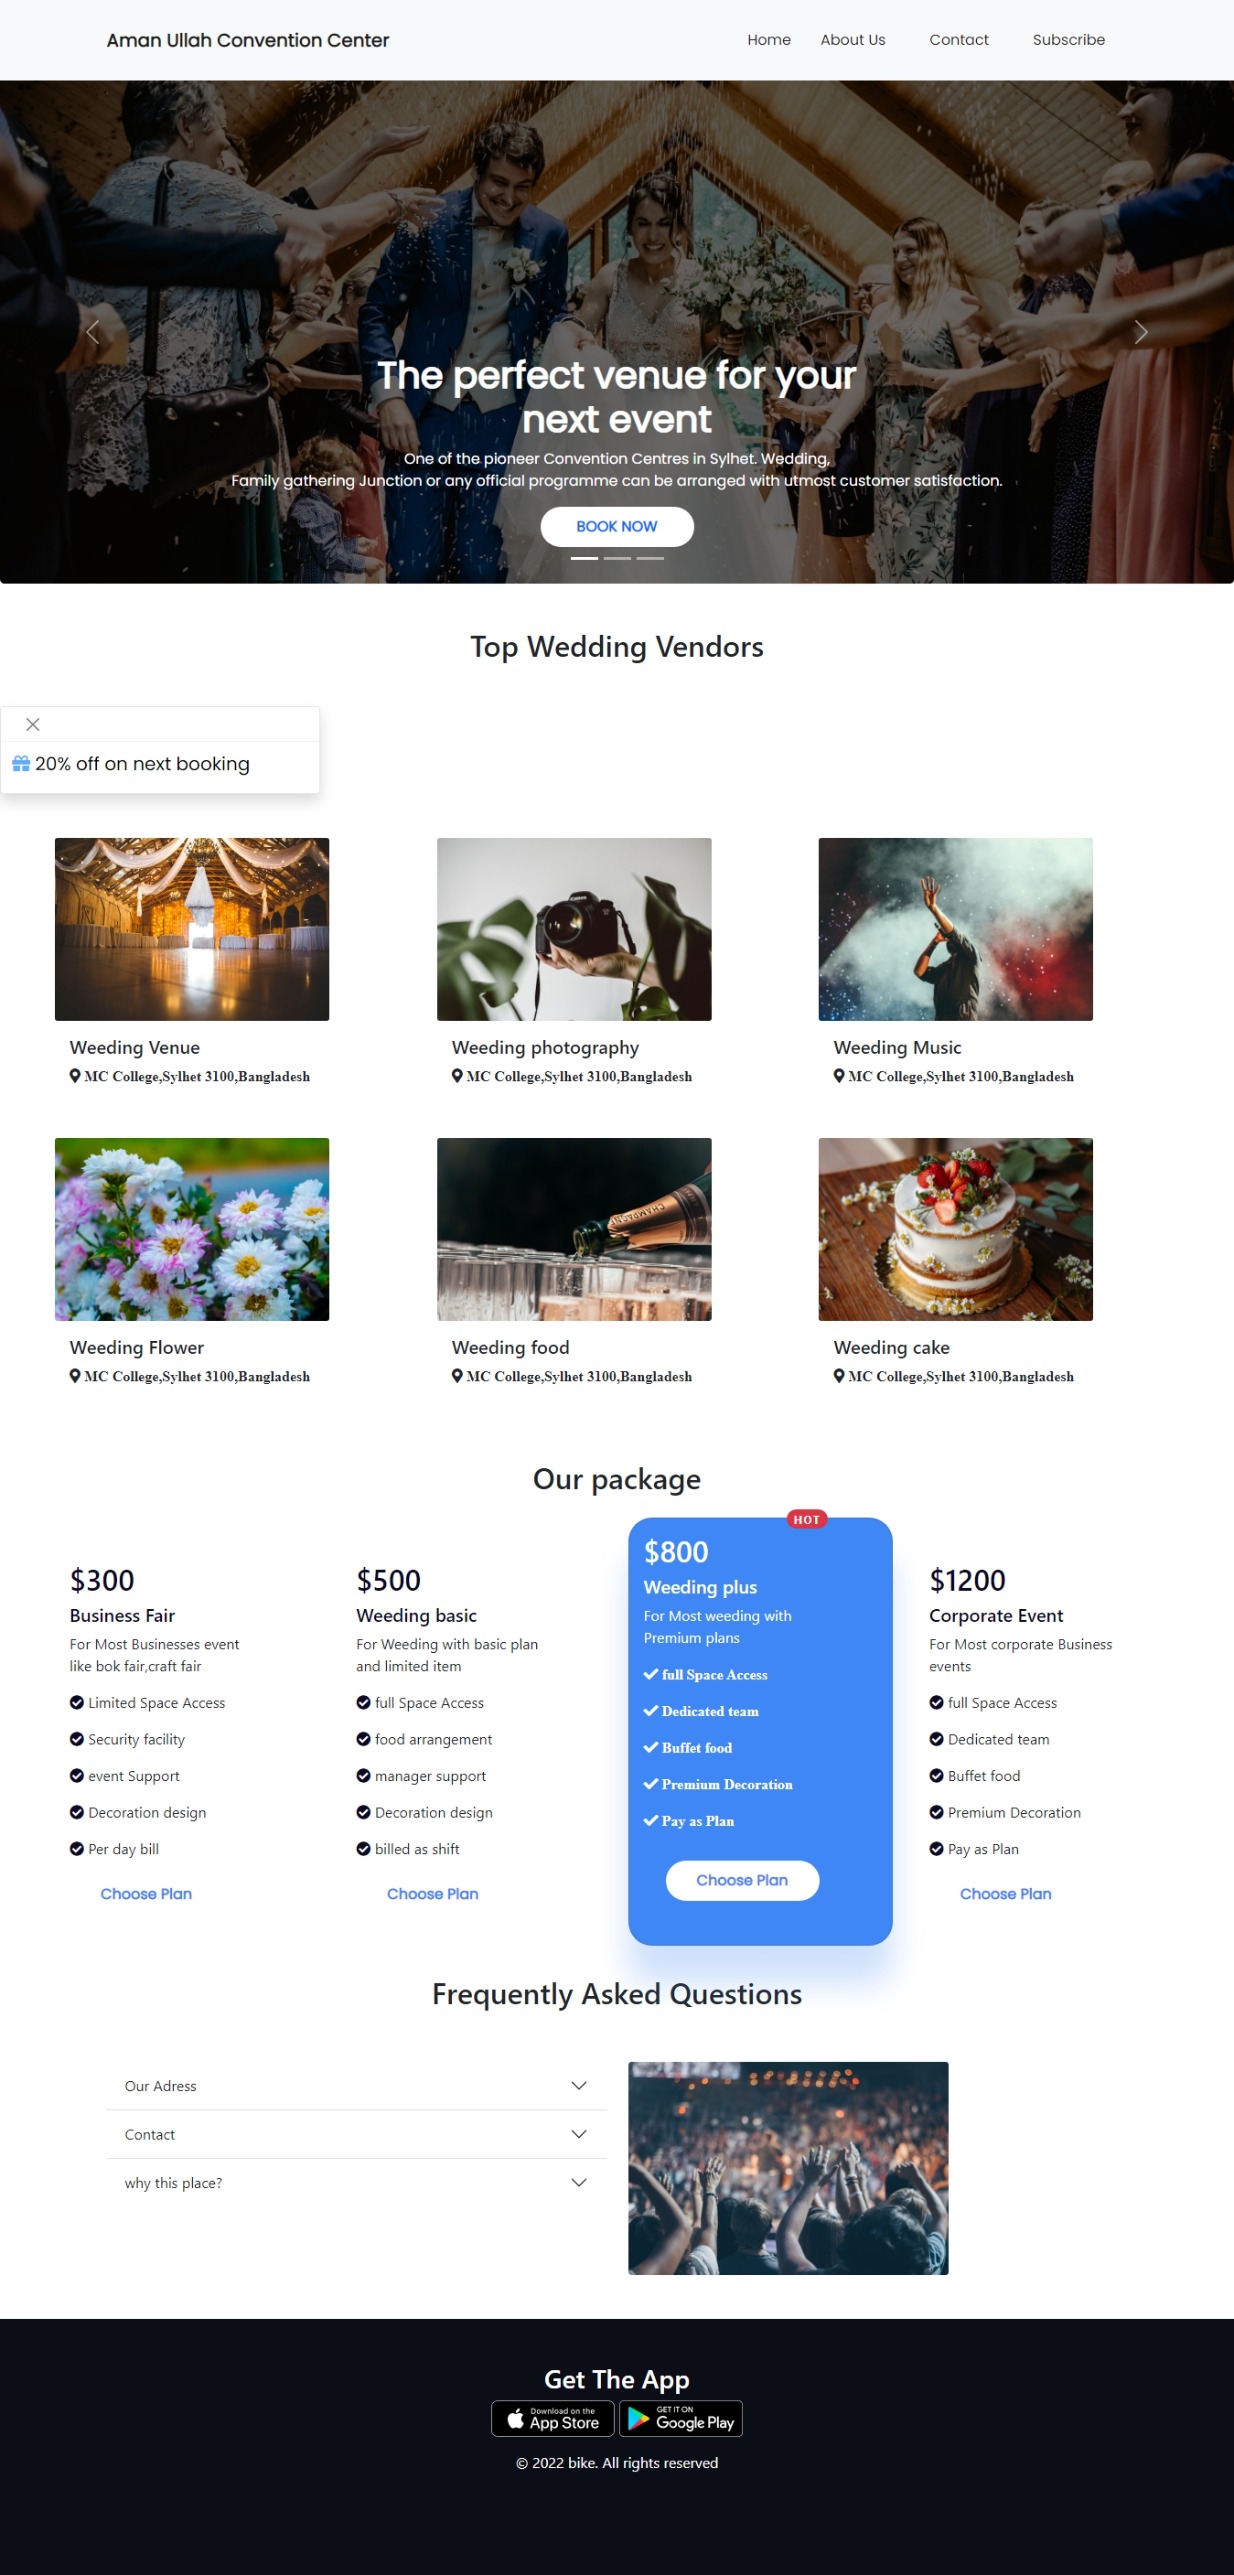 Aman Ullah Convention Center
Home About Us Contact Subscribe
The perfect venue for your
next event
One of the pioneer Convention Centres in Sylhet. Wedding,
Family gathering Junction or any official programme can be arranged with utmost customer satisfaction.
BOOK NOW
Top Wedding Vendors
20% off on next booking
Weeding Venue
MC College,Sylhet 3100,Bangladesh
Weeding photography
MC College,Sylhet 3100,Bangladesh
Weeding Music
MC College,Sylhet 3100,Bangladesh
CHAMPAGNE
Weeding Flower
MC College,Sylhet 3100,Bangladesh
Weeding food
MC College,Sylhet 3100,Bangladesh
Weeding cake
MC College,Sylhet 3100,Bangladesh
Our package
$300
Business Fair
For Most Businesses event
like bok fair,craft fair
Limited Space Access
Security facility
event Support
Decoration design
Per day bill
Choose Plan
$500
Weeding basic
For Weeding with basic plan
and limited item
full Space Access
food arrangement
manager support
Decoration design
billed as shift
Choose Plan
HOT
$800
Weeding plus
For Most weeding with
Premium plans
full Space Access
Dedicated team
Buffet food
Premium Decoration
Pay as Plan
Choose Plan
$1200
Corporate Event
For Most corporate Business
events
full Space Access
Dedicated team
Buffet food
Premium Decoration
Pay as Plan
Choose Plan
Frequently Asked Questions
Our Adress
Contact
why this place?
Get The App
Download on the
App Store
GET IT ON
Google Play
© 2022 bike. All rights reserved